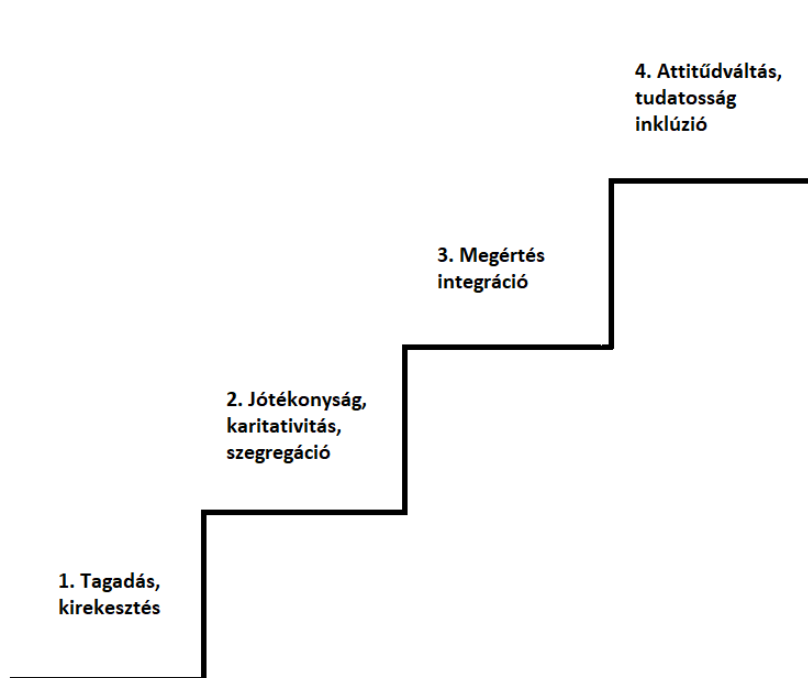 4. Attitűdváltás,
tudatosság
inklúzió
3. Megértés
integráció
2. Jótékonyság,
karitativitás,
szegregáció
1. Tagadás,
kirekesztés